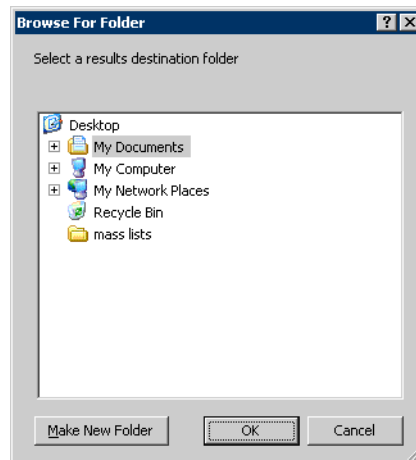 Browse For Folder
Select a results destination folder
Desktop
My Documents
My Computer
My Network Places
Recycle Bin
mass lists
Make New Folder
OK
Cancel